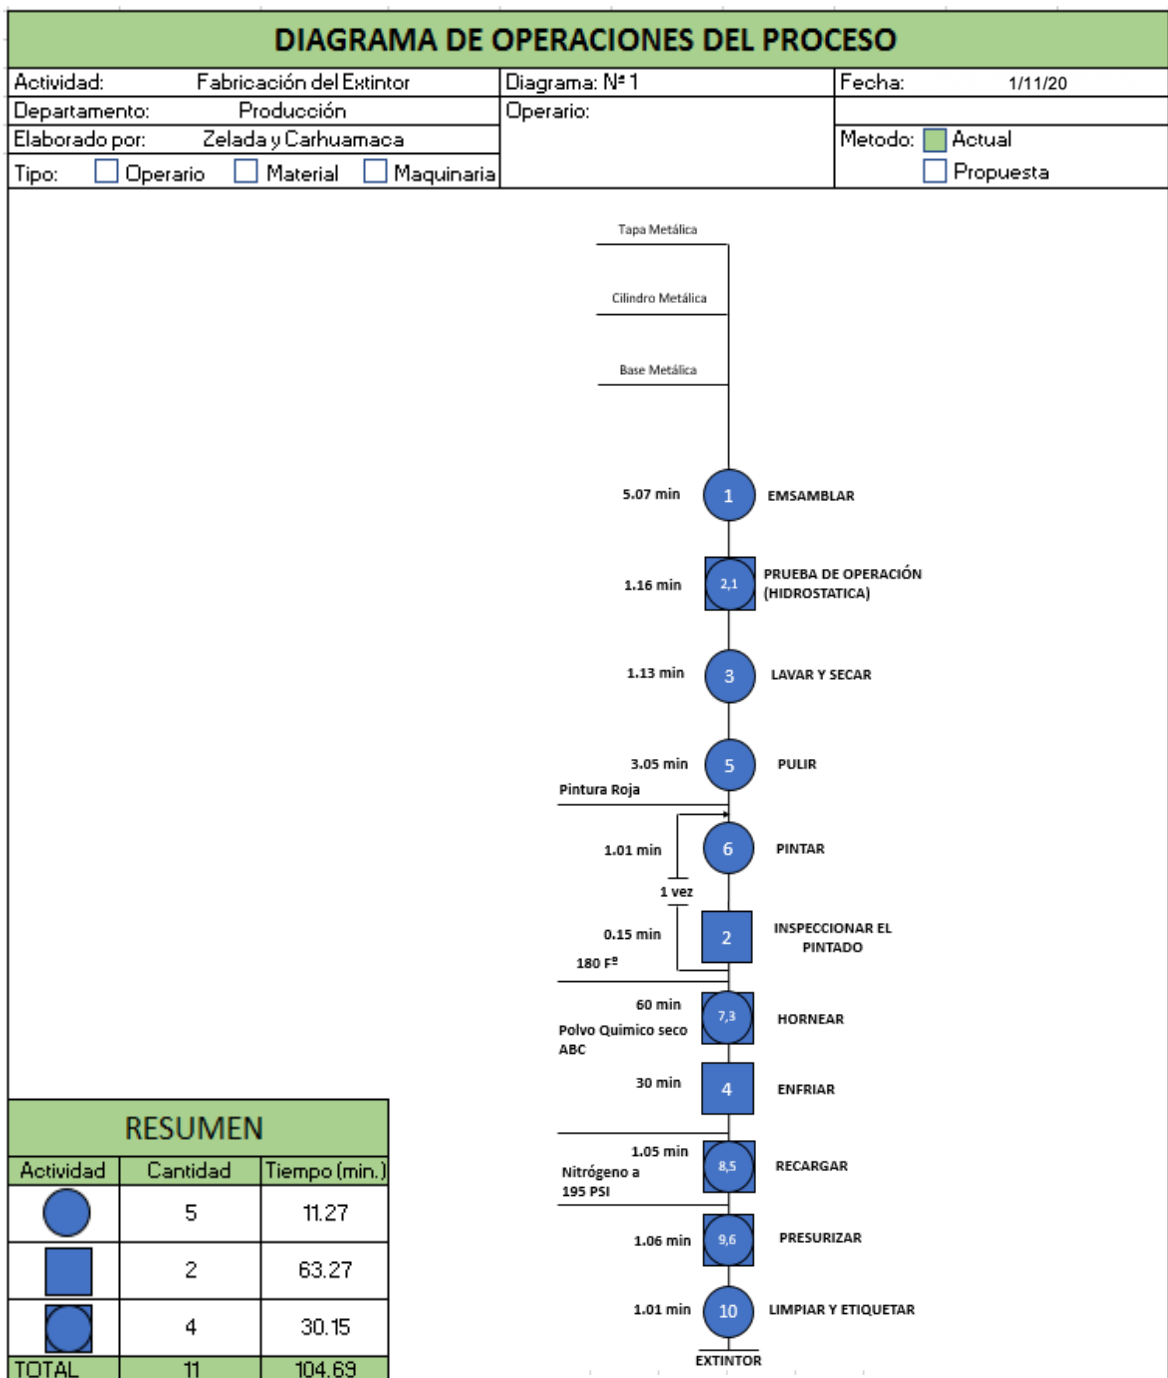 DIAGRAMA DE OPERACIONES DEL PROCESO
Actividad: Fabricación del Extintor Diagrama: Nª 1 Fecha: 1/11/20
Departamento: Producción Operario:
Elaborado por: Zelada y Carhuamaca Metodo: Actual
Tipo: Operario Material Maquinaria Propuesta
Tapa Metálica
Cilindro Metálica
Base Metálica
5.07 min 1 EMSAMBLAR
1.16 min 2,1 PRUEBA DE OPERACIÓN
(HIDROSTATICA)
1.13 min 3 LAVAR Y SECAR
3.05 min 5 PULIR
Pintura Roja
1.01 min 6 PINTAR
1 vez
0.15 min 2 INSPECCIONAR EL
PINTADO
180 Fº
60 min 7,3 HORNEAR
Polvo Quimico seco
ABC
30 min 4 ENFRIAR
1.05 min 8,5 RECARGAR
Nitrógeno a
195 PSI
1.06 min 9,6 PRESURIZAR
1.01 min 10 LIMPIAR Y ETIQUETAR
EXTINTOR
RESUMEN
Actividad Cantidad Tiempo (min.)
5 11.27
2 63.27
4 30.15
TOTAL 11 104.69